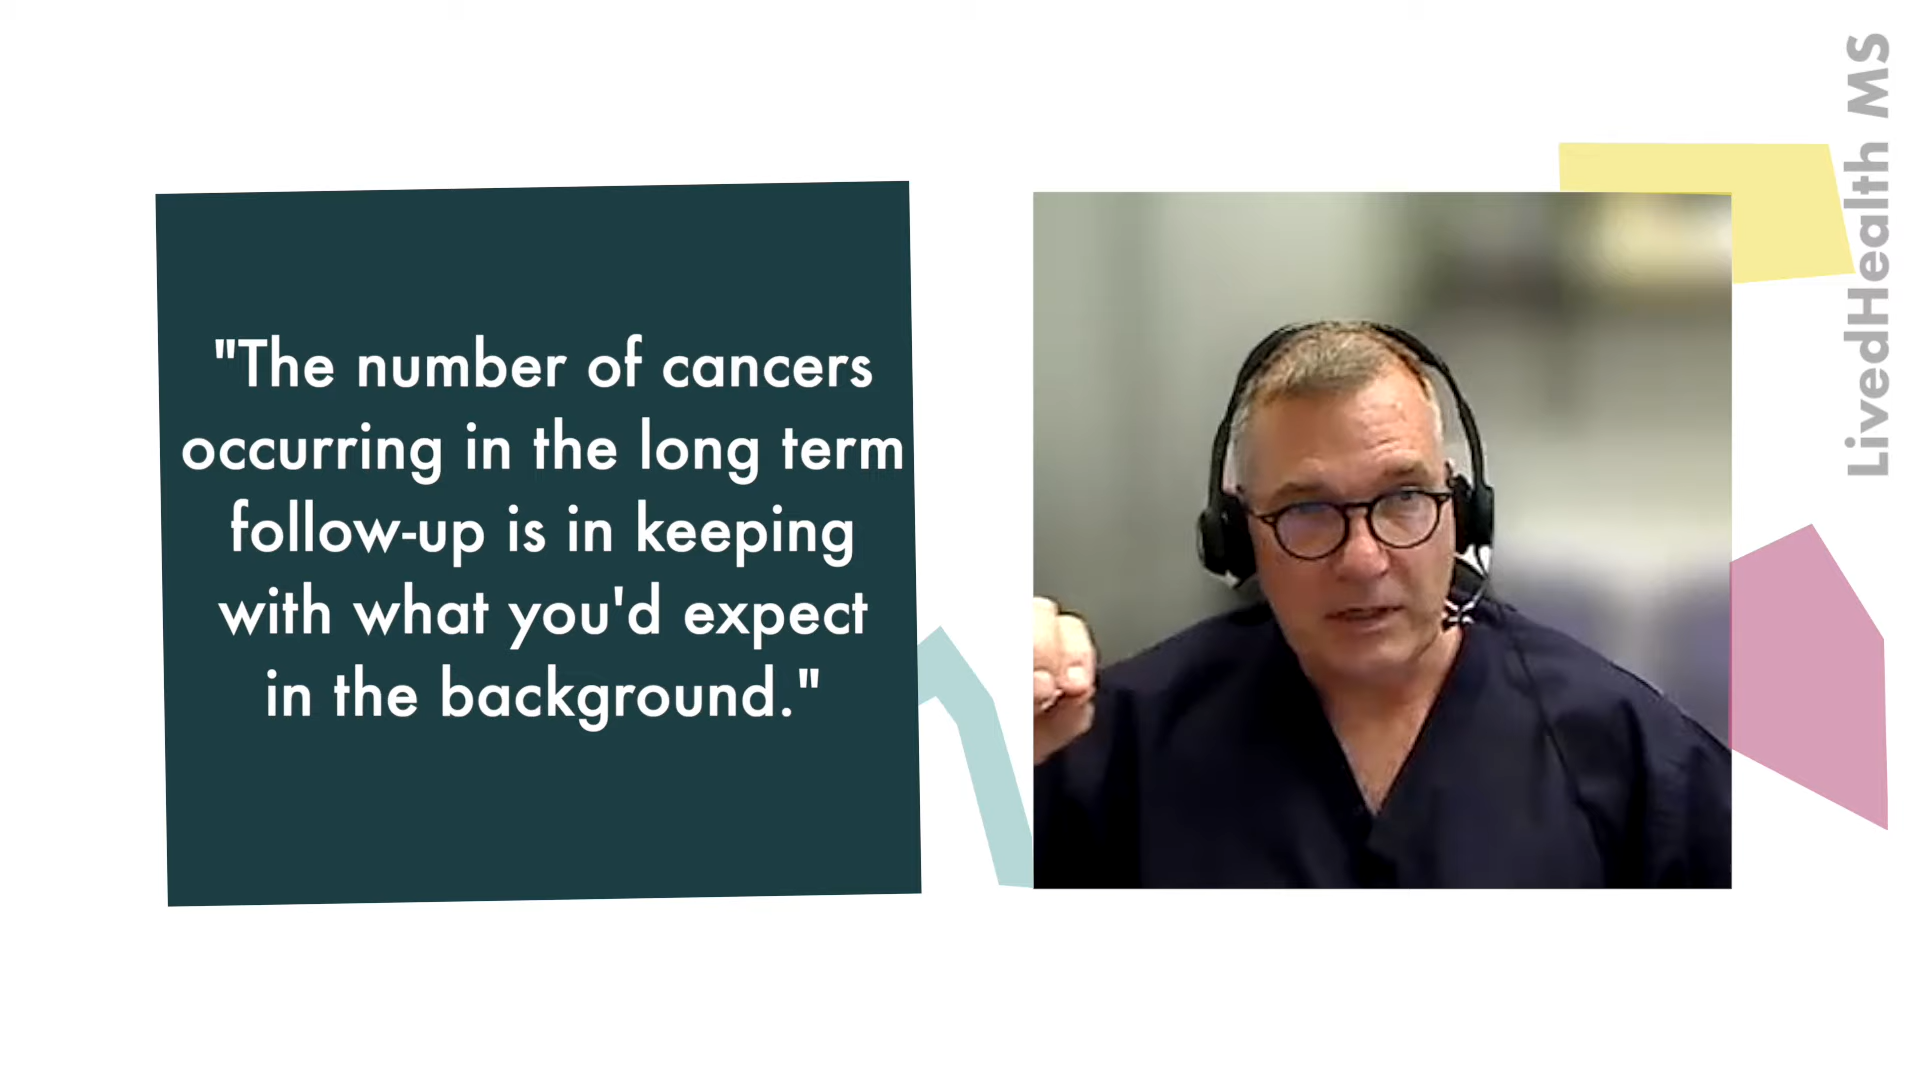 "The number of cancers
occurring in the long term
follow-up is in keeping
with what you'd expect
in the background."
LivedHealth MS